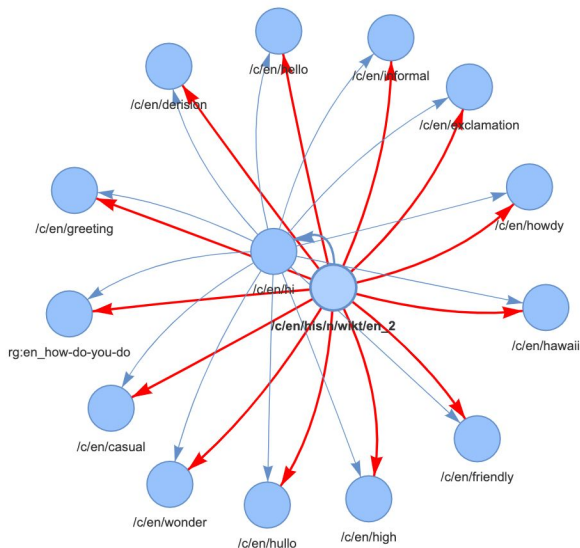 /c/en/hello
/c/en/informal
/c/en/derision
/c/en/exclamation
/c/en/greeting
/c/en/howdy
/c/en/hi
/c/en/his/n/wikt/en_2
/c/en/hawaii
rg:en_how-do-you-do
/c/en/casual
/c/en/friendly
/c/en/wonder
/c/en/hullo
/c/en/high